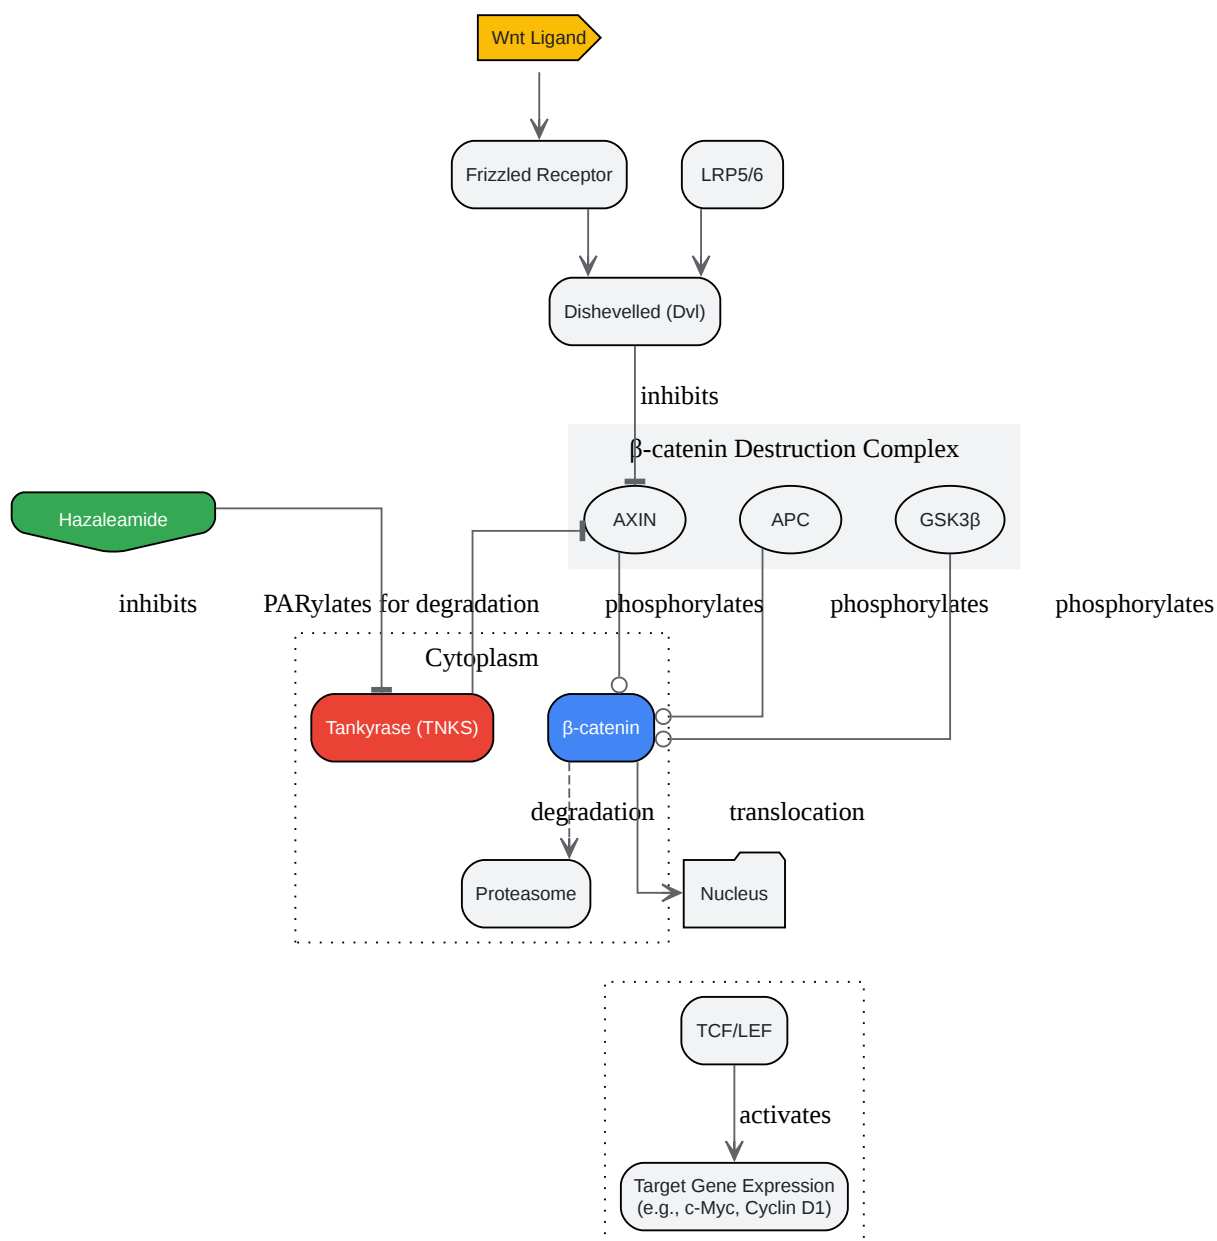 Wnt Ligand
Frizzled Receptor
LRP5/6
Dishevelled (Dvl)
inhibits
β-catenin Destruction Complex
Hazaleamide
AXIN
APC
GSK3β
inhibits
PARylates for degradation
phosphorylates
phosphorylates
phosphorylates
Cytoplasm
Tankyrase (TNKS)
β-catenin
degradation
translocation
Proteasome
Nucleus
TCF/LEF
activates
Target Gene Expression
(e.g., c-Myc, Cyclin D1)